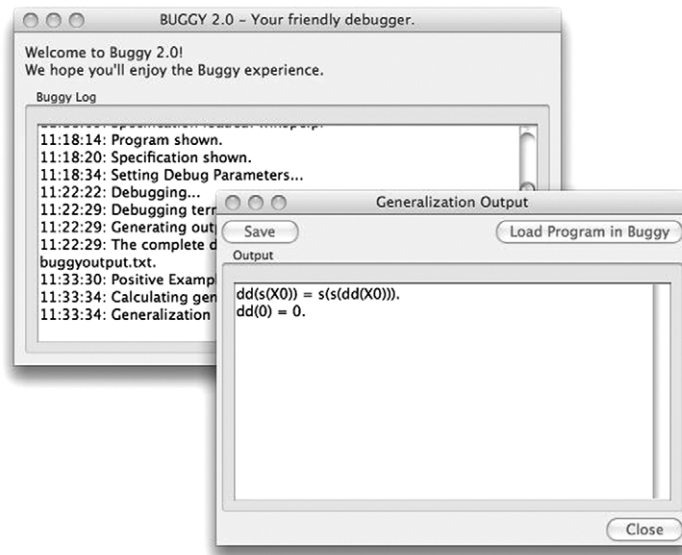 BUGGY 2.0 – Your friendly debugger.
Welcome to Buggy 2.0!
We hope you'll enjoy the Buggy experience.
Buggy Log
11:18:14: Program shown.
11:18:20: Specification shown.
11:18:34: Setting Debug Parameters...
11:22:22: Debugging...
11:22:29: Debugging terr
11:22:29: Generating out
11:22:29: The complete d
buggyoutput.txt.
11:33:30: Positive Exampl
11:33:34: Calculating gen
11:33:34: Generalization
Generalization Output
Save
Load Program in Buggy
Output
dd(s(X0)) = s(s(dd(X0))).
dd(0) = 0.
Close